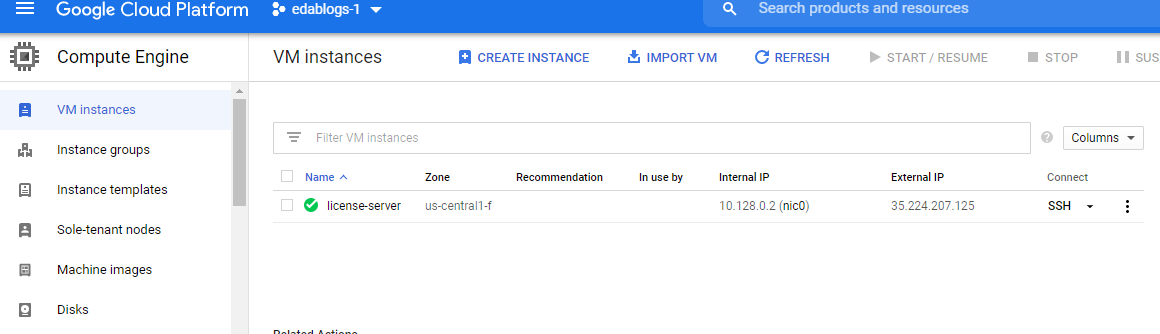 Google Cloud Platform
edablogs-1
Search products and resources
Compute Engine
VM instances
CREATE INSTANCE
IMPORT VM
REFRESH
START / RESUME
STOP
SUS
VM instances
Instance groups
Instance templates
Sole-tenant nodes
Machine images
Disks
Filter VM instances
Columns
Name Zone Recommendation In use by Internal IP External IP Connect
license-server us-central1-f 10.128.0.2 (nic0) 35.224.207.125 SSH
Related Actions